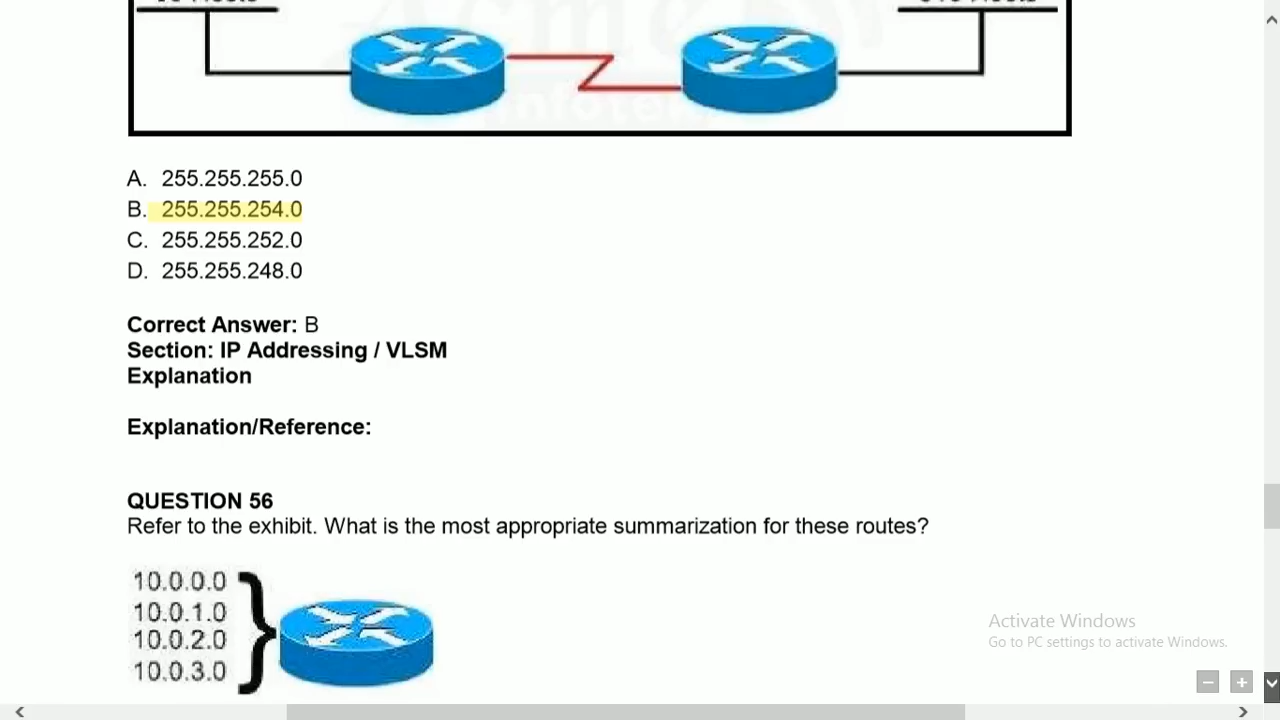 A. 255.255.255.0
B. 255.255.254.0
C. 255.255.252.0
D. 255.255.248.0
Correct Answer: B
Section: IP Addressing / VLSM
Explanation
Explanation/Reference:
QUESTION 56
Refer to the exhibit. What is the most appropriate summarization for these routes?
10.0.0.0
10.0.1.0
10.0.2.0
10.0.3.0
Activate Windows
Go to PC settings to activate Windows.